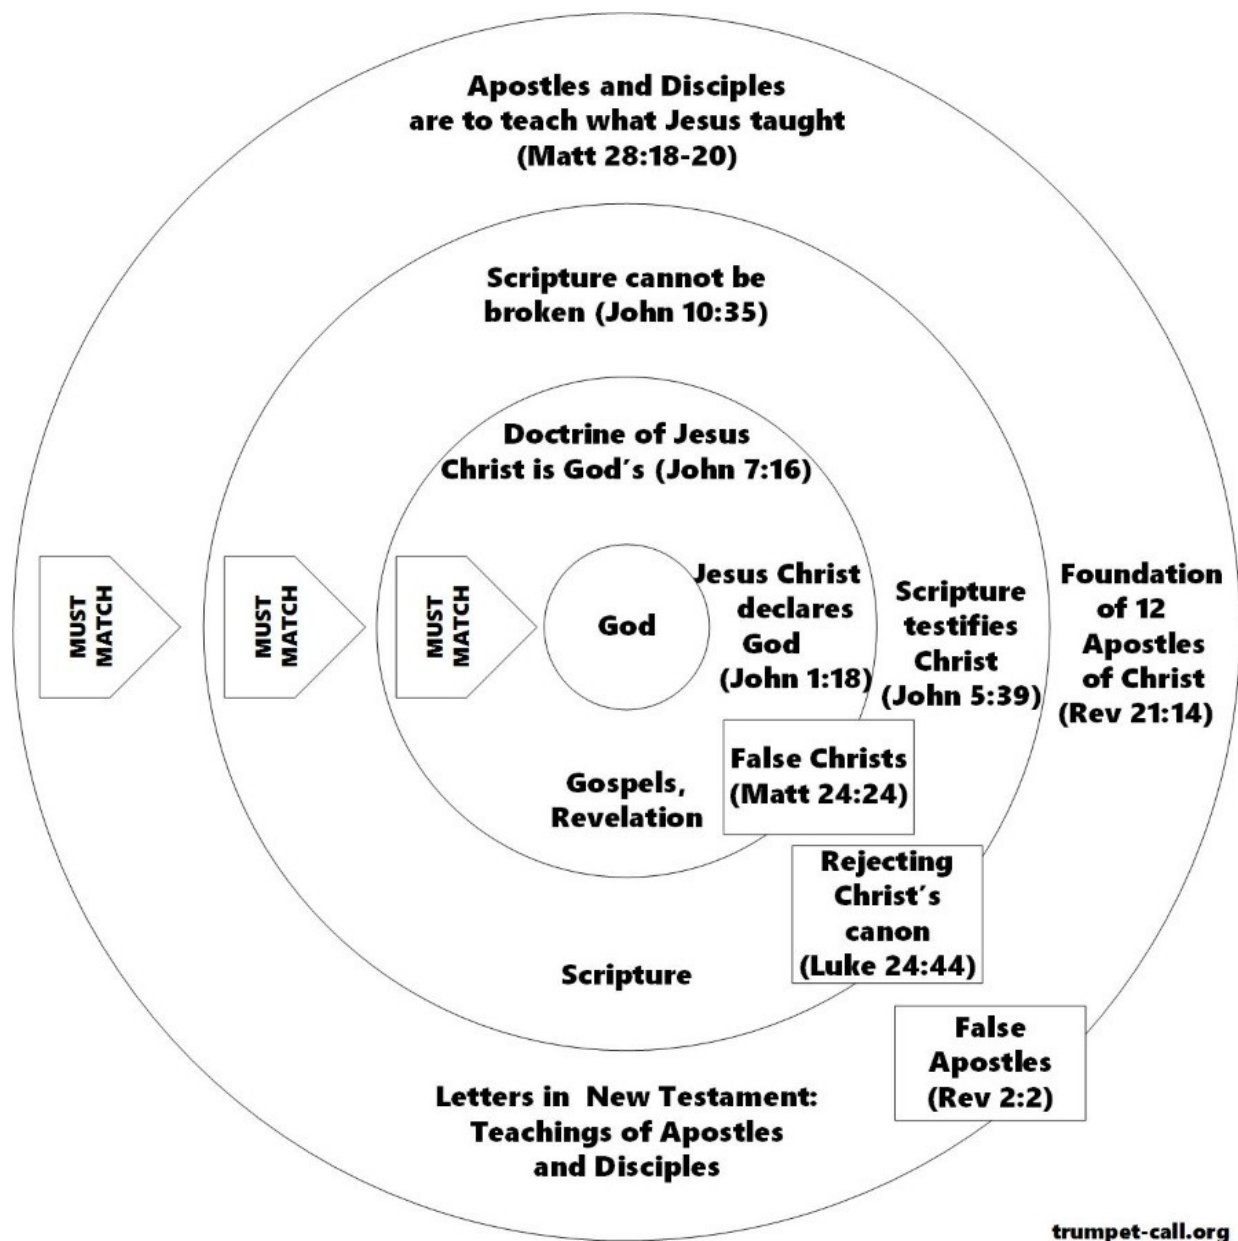 Apostles and Disciples
are to teach what Jesus taught
(Matt 28:18-20)
Scripture cannot be
broken (John 10:35)
Doctrine of Jesus
Christ is God´s (John 7:16)
MUST
MATCH
MUST
MATCH
MUST
MATCH
God
Jesus Christ
declares
God
(John 1:18)
Scripture
testifies
Christ
(John 5:39)
Foundation
of 12
Apostles
of Christ
(Rev 21:14)
False Christs
(Matt 24:24)
Gospels,
Revelation
Rejecting
Christ´s
canon
(Luke 24:44)
Scripture
False
Apostles
(Rev 2:2)
Letters in New Testament:
Teachings of Apostles
and Disciples
trumpet-call.org